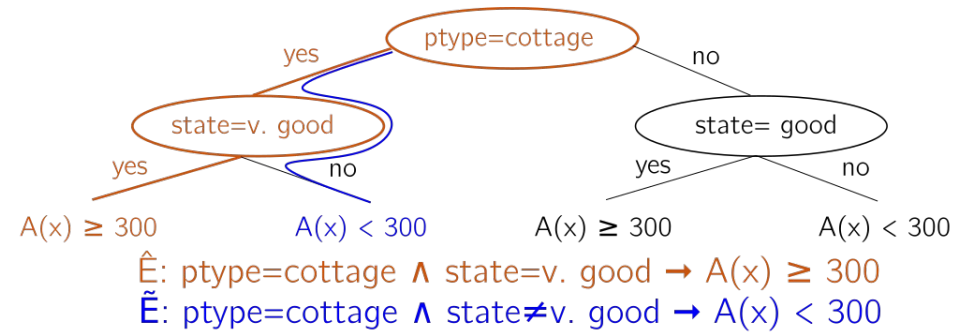 ptype=cottage
yes
no
state=v. good
state= good
yes
no
yes
no
A(x) ≥ 300
A(x) < 300
A(x) ≥ 300
A(x) < 300
Ê: ptype=cottage ∧ state=v. good → A(x) ≥ 300
Ẽ: ptype=cottage ∧ state≠v. good → A(x) < 300